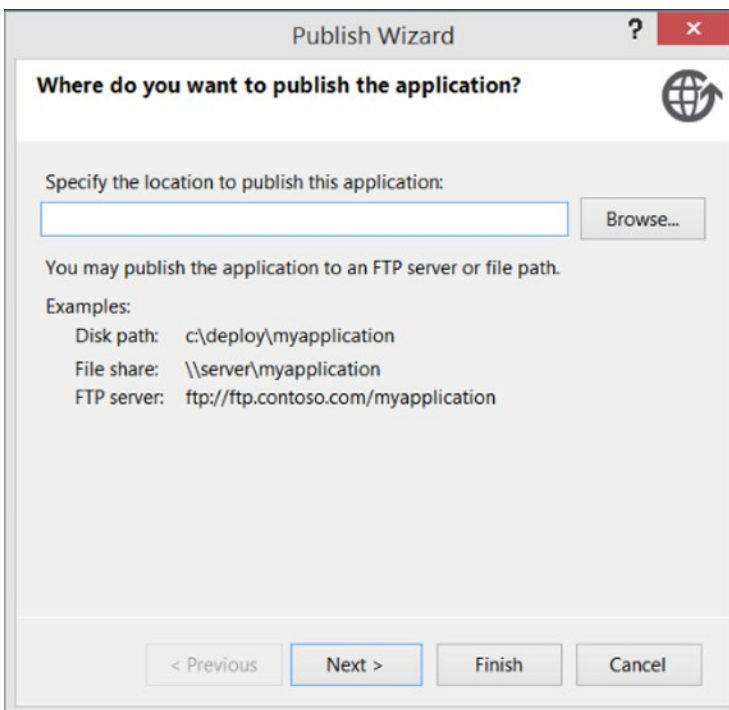 Publish Wizard
?
×
Where do you want to publish the application?
Specify the location to publish this application:
Browse...
You may publish the application to an FTP server or file path.
Examples:
Disk path: c:\deploy\myapplication
File share: \\server\myapplication
FTP server: ftp://ftp.contoso.com/myapplication
< Previous Next > Finish Cancel